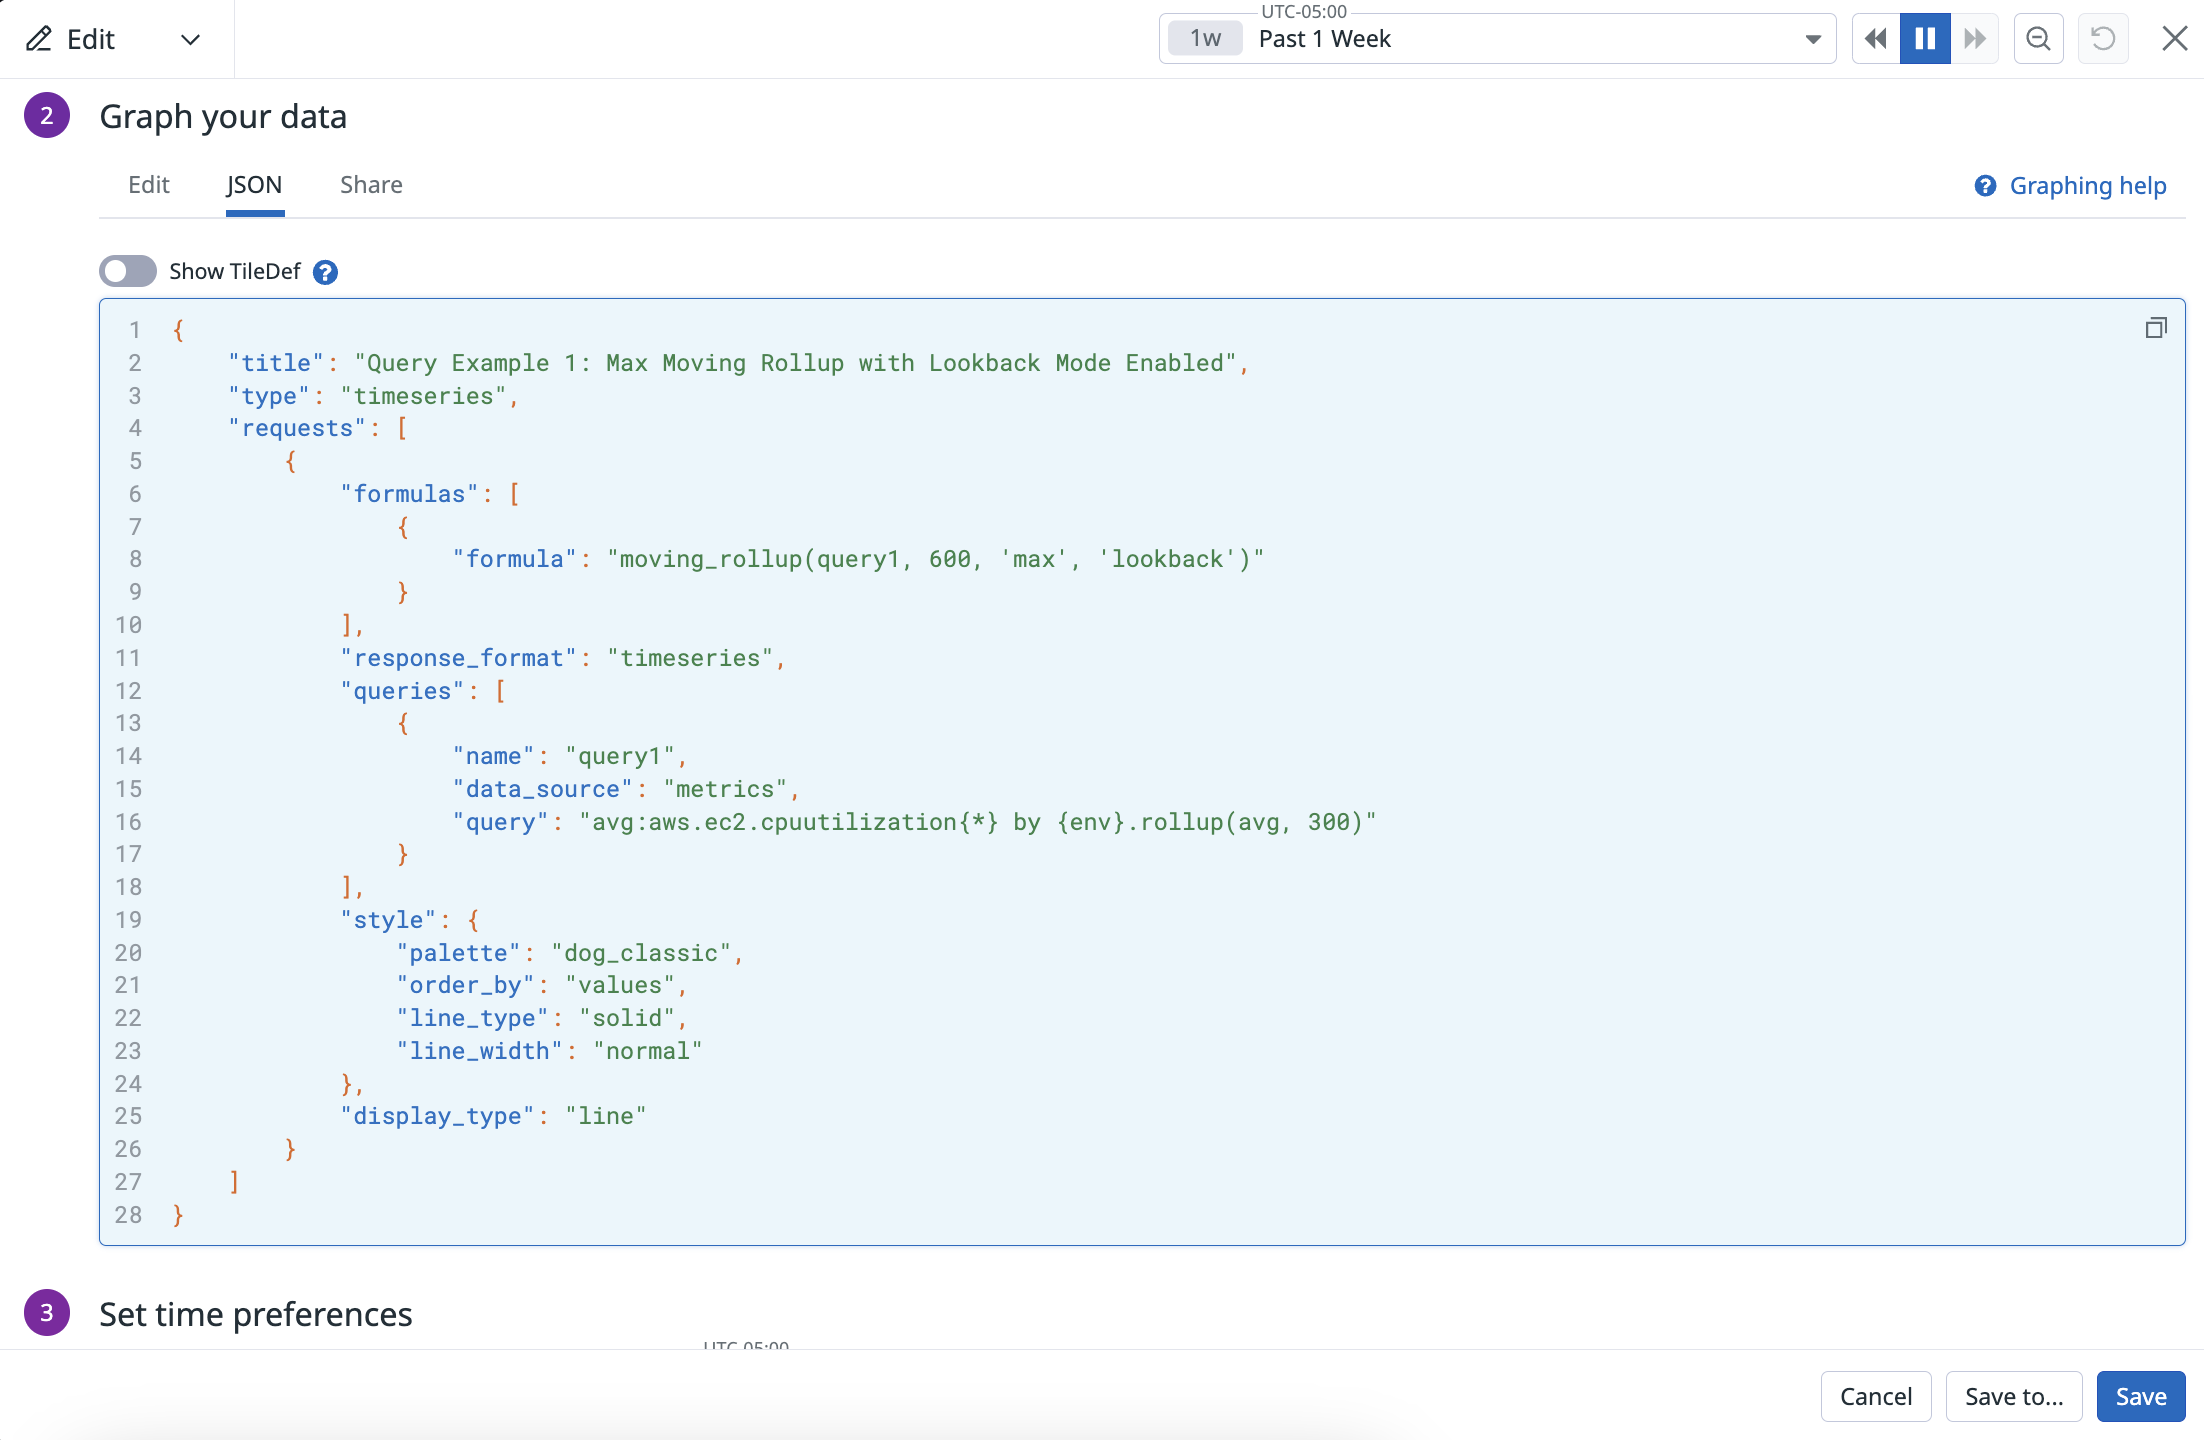 Edit
UTC-05:00
1w Past 1 Week
2 Graph your data
Edit JSON Share
? Graphing help
Show TileDef ?
1 {
2     "title": "Query Example 1: Max Moving Rollup with Lookback Mode Enabled",
3     "type": "timeseries",
4     "requests": [
5         {
6             "formulas": [
7                 {
8                     "formula": "moving_rollup(query1, 600, 'max', 'lookback')"
9                 }
10             ],
11             "response_format": "timeseries",
12             "queries": [
13                 {
14                     "name": "query1",
15                     "data_source": "metrics",
16                     "query": "avg:aws.ec2.cpuutilization{*} by {env}.rollup(avg, 300)"
17                 }
18             ],
19             "style": {
20                 "palette": "dog_classic",
21                 "order_by": "values",
22                 "line_type": "solid",
23                 "line_width": "normal"
24             },
25             "display_type": "line"
26         }
27     ]
28 }
3 Set time preferences
UTC-05:00
Cancel Save to... Save